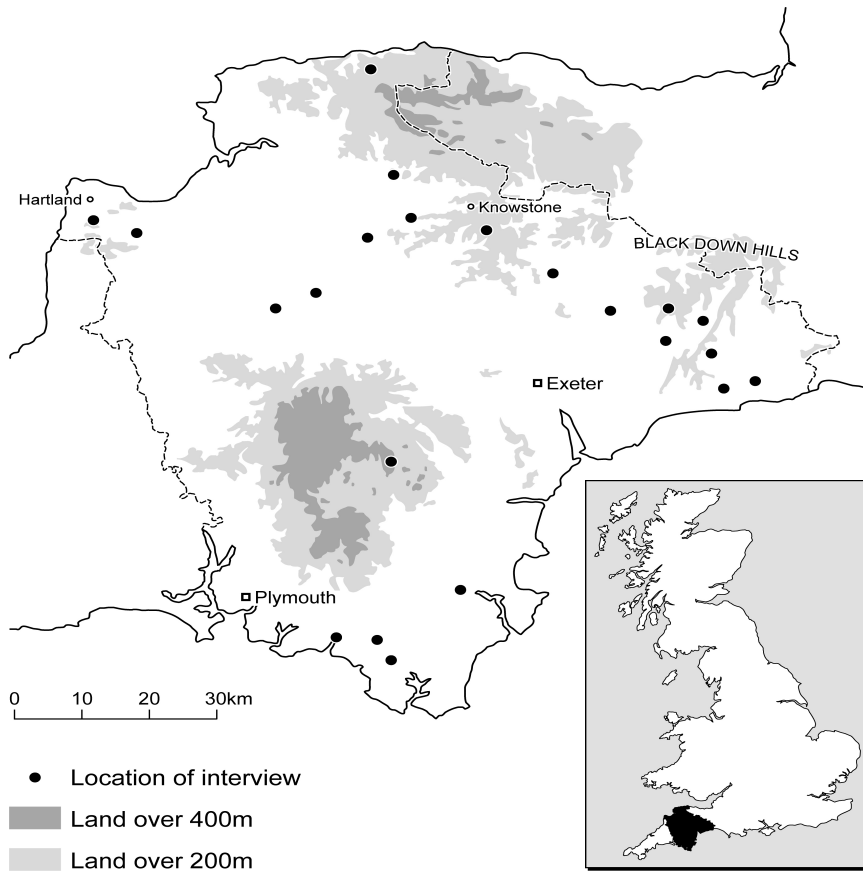 Hartland
Knowstone
BLACK DOWN HILLS
Exeter
Plymouth
0 10 20 30km
Location of interview
Land over 400m
Land over 200m